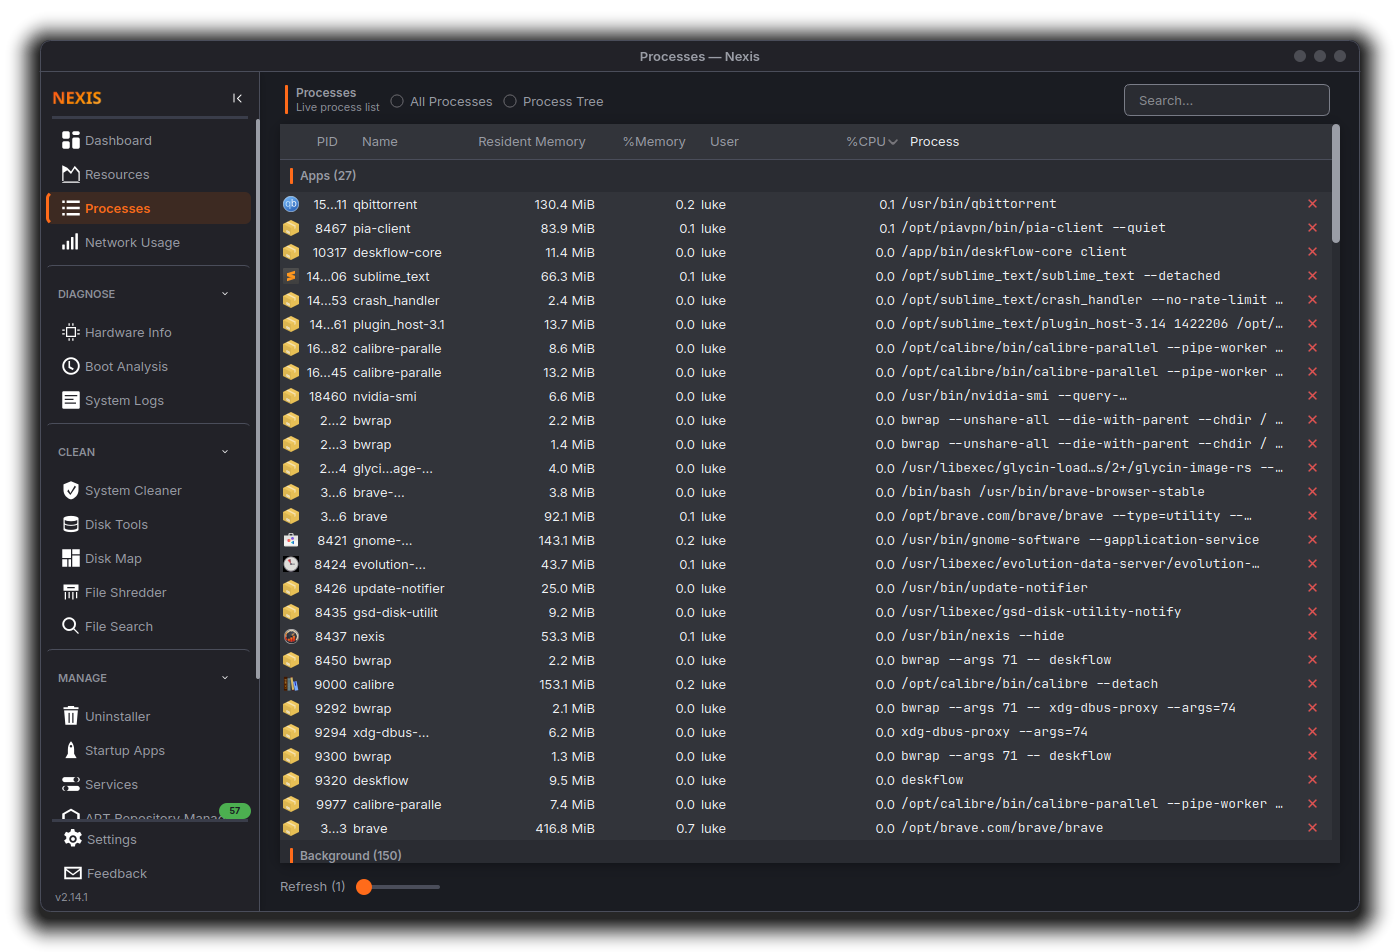 Processes — Nexis
NEXIS
Dashboard
Resources
Processes
Network Usage
DIAGNOSE
Hardware Info
Boot Analysis
System Logs
CLEAN
System Cleaner
Disk Tools
Disk Map
File Shredder
File Search
MANAGE
Uninstaller
Startup Apps
Services
APT Repository Mana
57
Settings
Feedback
v2.14.1
Processes
Live process list
All Processes
Process Tree
Search...
PID Name Resident Memory %Memory User %CPU Process
Apps (27)
15...11 qbittorrent 130.4 MiB 0.2 luke 0.1 /usr/bin/qbittorrent
8467 pia-client 83.9 MiB 0.1 luke 0.1 /opt/piavpn/bin/pia-client --quiet
10317 deskflow-core 11.4 MiB 0.0 luke 0.0 /app/bin/deskflow-core client
14...06 sublime_text 66.3 MiB 0.1 luke 0.0 /opt/sublime_text/sublime_text --detached
14...53 crash_handler 2.4 MiB 0.0 luke 0.0 /opt/sublime_text/crash_handler --no-rate-limit …
14...61 plugin_host-3.1 13.7 MiB 0.0 luke 0.0 /opt/sublime_text/plugin_host-3.14 1422206 /opt/…
16...82 calibre-paralle 8.6 MiB 0.0 luke 0.0 /opt/calibre/bin/calibre-parallel --pipe-worker …
16...45 calibre-paralle 13.2 MiB 0.0 luke 0.0 /opt/calibre/bin/calibre-parallel --pipe-worker …
18460 nvidia-smi 6.6 MiB 0.0 luke 0.0 /usr/bin/nvidia-smi --query-…
2...2 bwrap 2.2 MiB 0.0 luke 0.0 bwrap --unshare-all --die-with-parent --chdir / …
2...3 bwrap 1.4 MiB 0.0 luke 0.0 bwrap --unshare-all --die-with-parent --chdir / …
2...4 glyci...age-... 4.0 MiB 0.0 luke 0.0 /usr/libexec/glycin-load…s/2+/glycin-image-rs --…
3...6 brave-... 3.8 MiB 0.0 luke 0.0 /bin/bash /usr/bin/brave-browser-stable
3...6 brave 92.1 MiB 0.1 luke 0.0 /opt/brave.com/brave/brave --type=utility --…
8421 gnome-... 143.1 MiB 0.2 luke 0.0 /usr/bin/gnome-software --gapplication-service
8424 evolution-... 43.7 MiB 0.1 luke 0.0 /usr/libexec/evolution-data-server/evolution-…
8426 update-notifier 25.0 MiB 0.0 luke 0.0 /usr/bin/update-notifier
8435 gsd-disk-utilit 9.2 MiB 0.0 luke 0.0 /usr/libexec/gsd-disk-utility-notify
8437 nexis 53.3 MiB 0.1 luke 0.0 /usr/bin/nexis --hide
8450 bwrap 2.2 MiB 0.0 luke 0.0 bwrap --args 71 -- deskflow
9000 calibre 153.1 MiB 0.2 luke 0.0 /opt/calibre/bin/calibre --detach
9292 bwrap 2.1 MiB 0.0 luke 0.0 bwrap --args 71 -- xdg-dbus-proxy --args=74
9294 xdg-dbus-... 6.2 MiB 0.0 luke 0.0 xdg-dbus-proxy --args=74
9300 bwrap 1.3 MiB 0.0 luke 0.0 bwrap --args 71 -- deskflow
9320 deskflow 9.5 MiB 0.0 luke 0.0 deskflow
9977 calibre-paralle 7.4 MiB 0.0 luke 0.0 /opt/calibre/bin/calibre-parallel --pipe-worker …
3...3 brave 416.8 MiB 0.7 luke 0.0 /opt/brave.com/brave/brave
Background (150)
Refresh (1)